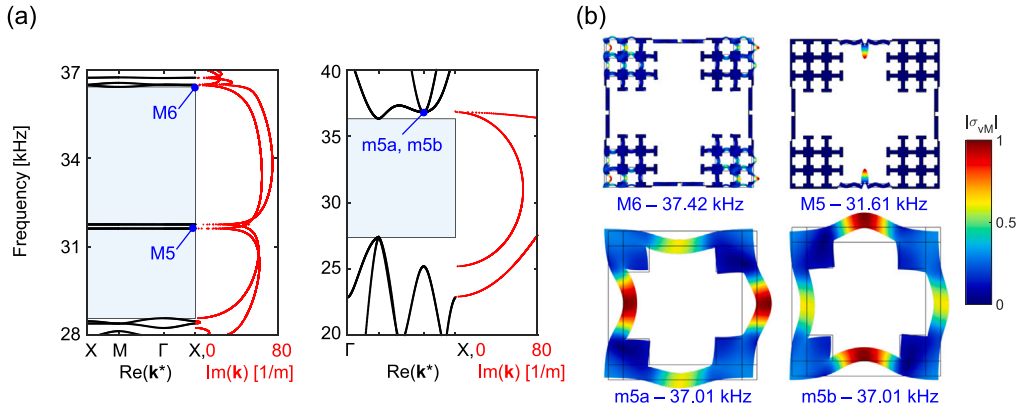 (a)
37
34
31
28
Frequency [kHz]
M6
M5
X M Γ X,0 80
Re(k*) Im(k) [1/m]
40
35
30
25
20
m5a, m5b
Γ X,0 80
Re(k*) Im(k) [1/m]
(b)
M6 – 37.42 kHz
M5 – 31.61 kHz
m5a – 37.01 kHz
m5b – 37.01 kHz
|σvM|
1
0.5
0